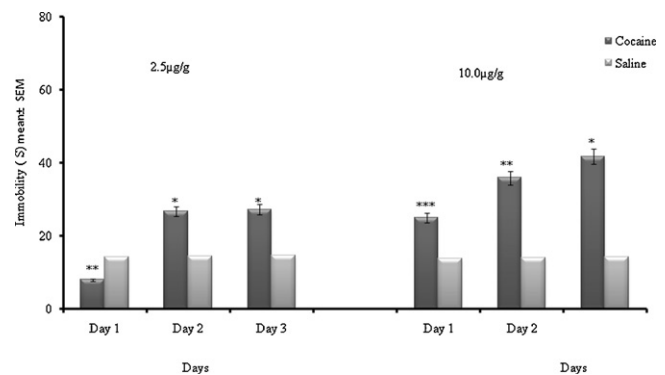 80
60
40
20
0
Immobility ( S) mean± SEM
2.5µg/g
10.0µg/g
Cocaine
Saline
**
*
*
***
**
*
Day 1 Day 2 Day 3 Day 1 Day 2
Days Days